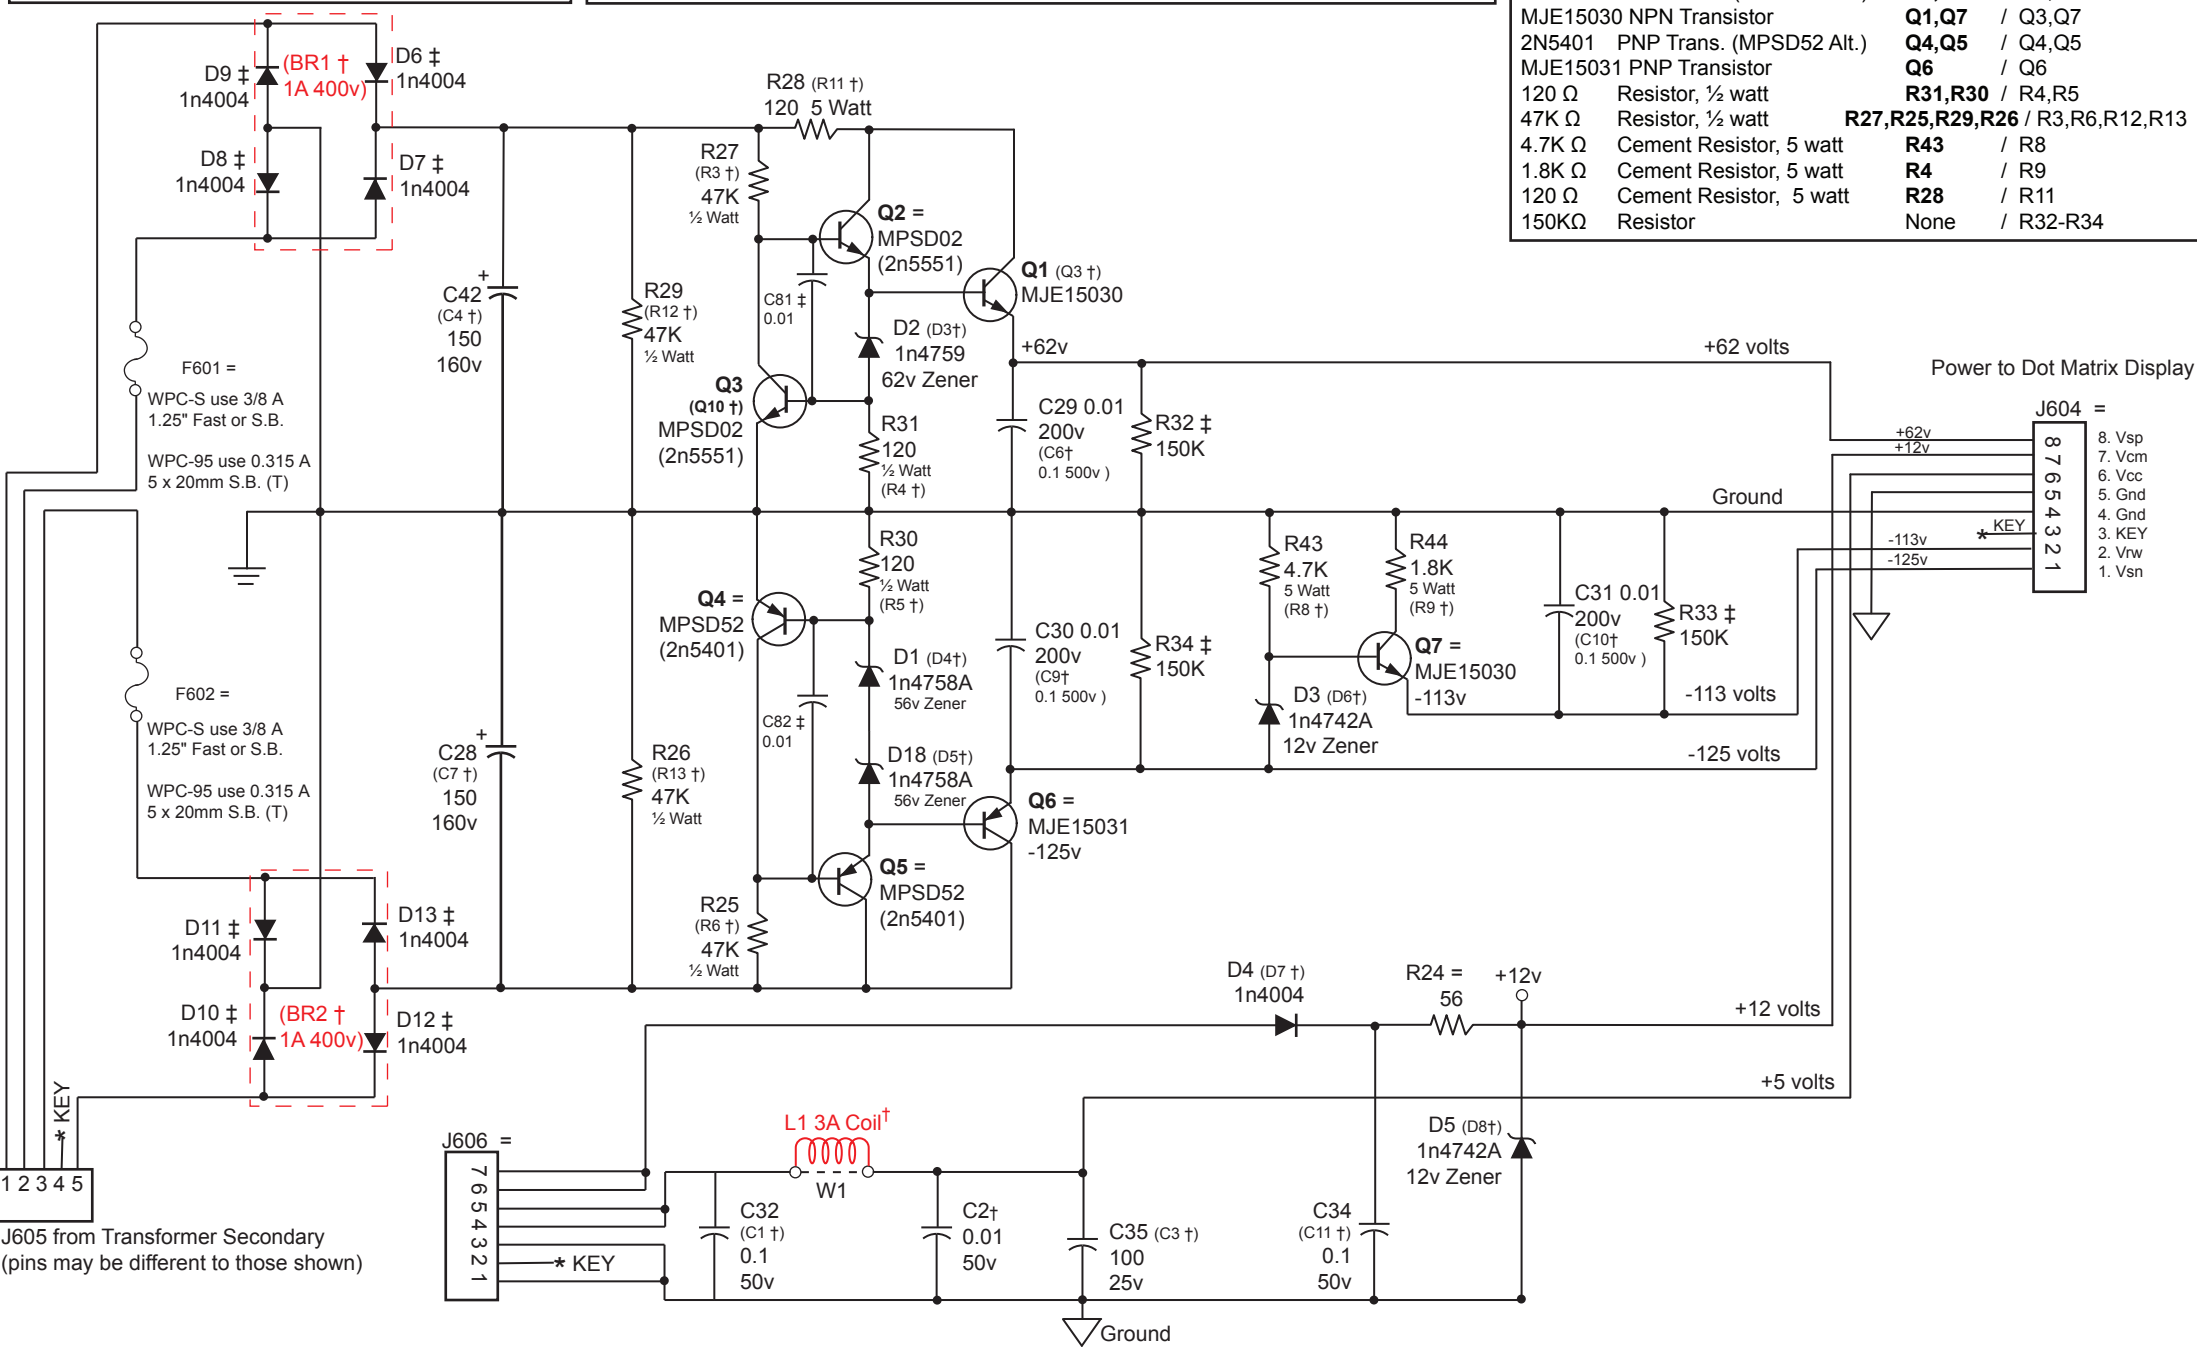 MJE15030 NPN Transistor Q1,Q7 / Q3,Q7
2N5401 PNP Trans. (MPSD52 Alt.) Q4,Q5 / Q4,Q5
MJE15031 PNP Transistor Q6 / Q6
120 Ω Resistor, ½ watt R31,R30 / R4,R5
47K Ω Resistor, ½ watt R27,R25,R29,R26 / R3,R6,R12,R13
4.7K Ω Cement Resistor, 5 watt R43 / R8
1.8K Ω Cement Resistor, 5 watt R4 / R9
120 Ω Cement Resistor, 5 watt R28 / R11
150KΩ Resistor None / R32-R34
D9 ‡
1n4004
(BR1 †
1A 400v)
D6 ‡
1n4004
D8 ‡
1n4004
D7 ‡
1n4004
R28 (R11 †)
120 5 Watt
R27
(R3 †)
47K
½ Watt
Q2 =
MPSD02
(2n5551)
C42
+
(C4 †)
150
160v
R29
(R12 †)
47K
½ Watt
C81 ‡
0.01
Q1 (Q3 †)
MJE15030
D2 (D3†)
1n4759
62v Zener
+62v
+62 volts
Q3
(Q10 †)
MPSD02
(2n5551)
R31
120
½ Watt
(R4 †)
C29 0.01
200v
(C6†
0.1 500v )
R32 ‡
150K
F601 =
WPC-S use 3/8 A
1.25" Fast or S.B.
WPC-95 use 0.315 A
5 x 20mm S.B. (T)
Power to Dot Matrix Display
J604 =
+62v
+12v
* KEY
-113v
-125v
8
7
6
5
4
3
2
1
8. Vsp
7. Vcm
6. Vcc
5. Gnd
4. Gnd
3. KEY
2. Vrw
1. Vsn
Ground
R30
120
½ Watt
(R5 †)
Q4 =
MPSD52
(2n5401)
D1 (D4†)
1n4758A
56v Zener
C82 ‡
0.01
D18 (D5†)
1n4758A
56v Zener
C30 0.01
200v
(C9†
0.1 500v )
R34 ‡
150K
R43
4.7K
5 Watt
(R8 †)
R44
1.8K
5 Watt
(R9 †)
Q7 =
MJE15030
-113v
D3 (D6†)
1n4742A
12v Zener
C31 0.01
200v
(C10†
0.1 500v )
R33 ‡
150K
-113 volts
-125 volts
F602 =
WPC-S use 3/8 A
1.25" Fast or S.B.
WPC-95 use 0.315 A
5 x 20mm S.B. (T)
+
C28
(C7 †)
150
160v
R26
(R13 †)
47K
½ Watt
Q6 =
MJE15031
-125v
Q5 =
MPSD52
(2n5401)
R25
(R6 †)
47K
½ Watt
D11 ‡
1n4004
D13 ‡
1n4004
D10 ‡
1n4004
(BR2 †
1A 400v)
D12 ‡
1n4004
* KEY
1 2 3 4 5
J605 from Transformer Secondary
(pins may be different to those shown)
D4 (D7 †)
1n4004
R24 =
56
+12v
+12 volts
+5 volts
J606 =
7
6
5
4
3
2
1
* KEY
L1 3A Coil†
W1
C32
(C1 †)
0.1
50v
C2†
0.01
50v
C35 (C3 †)
100
25v
C34
(C11 †)
0.1
50v
D5 (D8†)
1n4742A
12v Zener
Ground